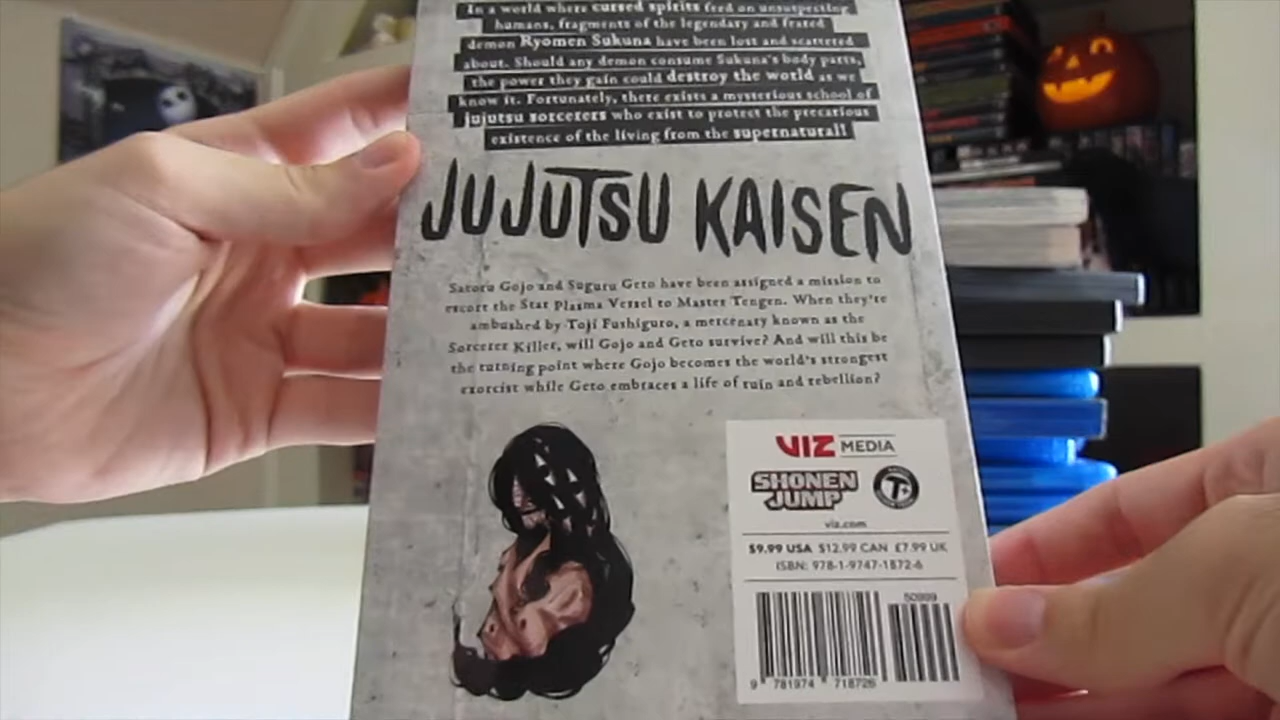 In a world where cursed spirits feed on unsuspecting
humans, fragments of the legendary and feared
demon Ryomen Sukuna have been lost and scattered
about. Should any demon consume Sukuna's body parts,
the power they gain could destroy the world as we
know it. Fortunately, there exists a mysterious school of
jujutsu sorcerers who exist to protect the precarious
existence of the living from the supernatural!
JUJUTSU KAISEN
Satoru Gojo and Suguru Geto have been assigned a mission to
escort the Star Plasma Vessel to Master Tengen. When they're
ambushed by Toji Fushiguro, a mercenary known as the
Sorcerer Killer, will Gojo and Geto survive? And will this be
the turning point where Gojo becomes the world's strongest
exorcist while Geto embraces a life of ruin and rebellion?
VIZ MEDIA
SHONEN
JUMP
T+
viz.com
$9.99 USA $12.99 CAN £7.99 UK
ISBN: 978-1-9747-1872-6
50999
9 781974 718726